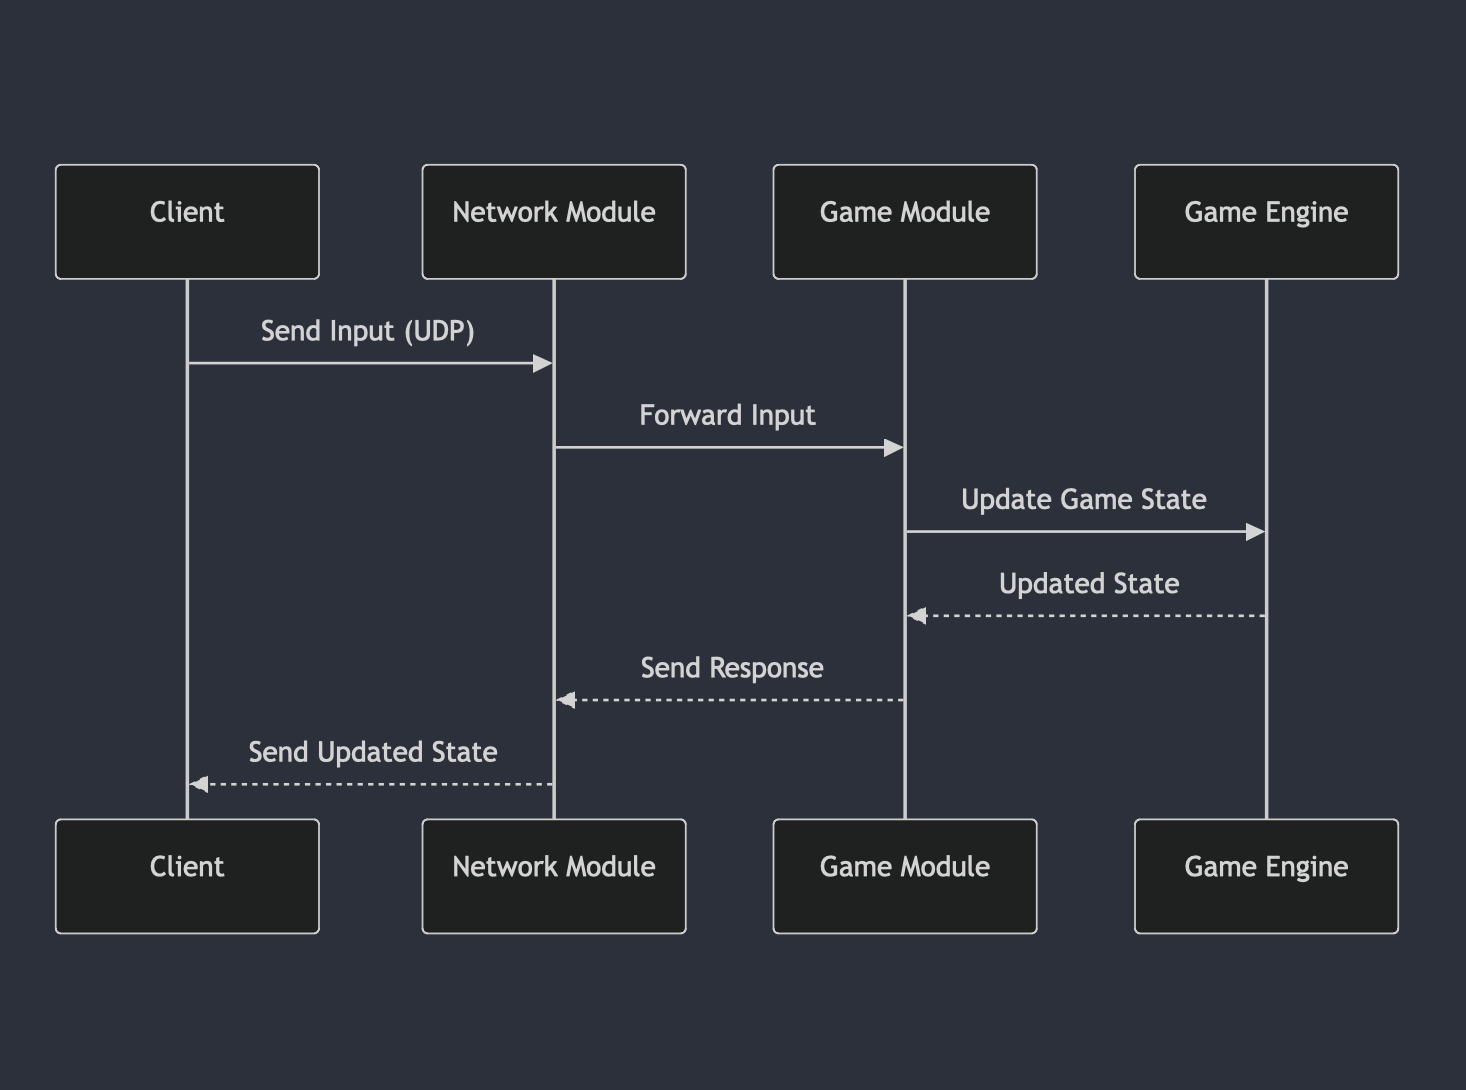 Client
Network Module
Game Module
Game Engine
Send Input (UDP)
Forward Input
Update Game State
Updated State
Send Response
Send Updated State
Client
Network Module
Game Module
Game Engine